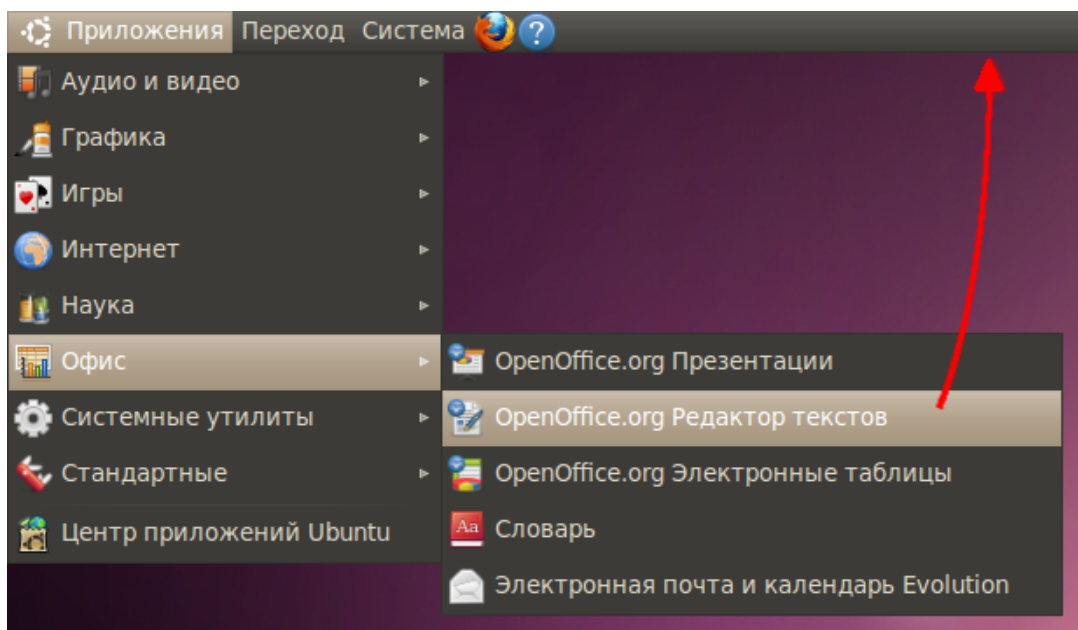 Приложения Переход Система ?
Аудио и видео
Графика
Игры
Интернет
Наука
Офис
OpenOffice.org Презентации
Системные утилиты
OpenOffice.org Редактор текстов
Стандартные
OpenOffice.org Электронные таблицы
Центр приложений Ubuntu
Aa Словарь
Электронная почта и календарь Evolution